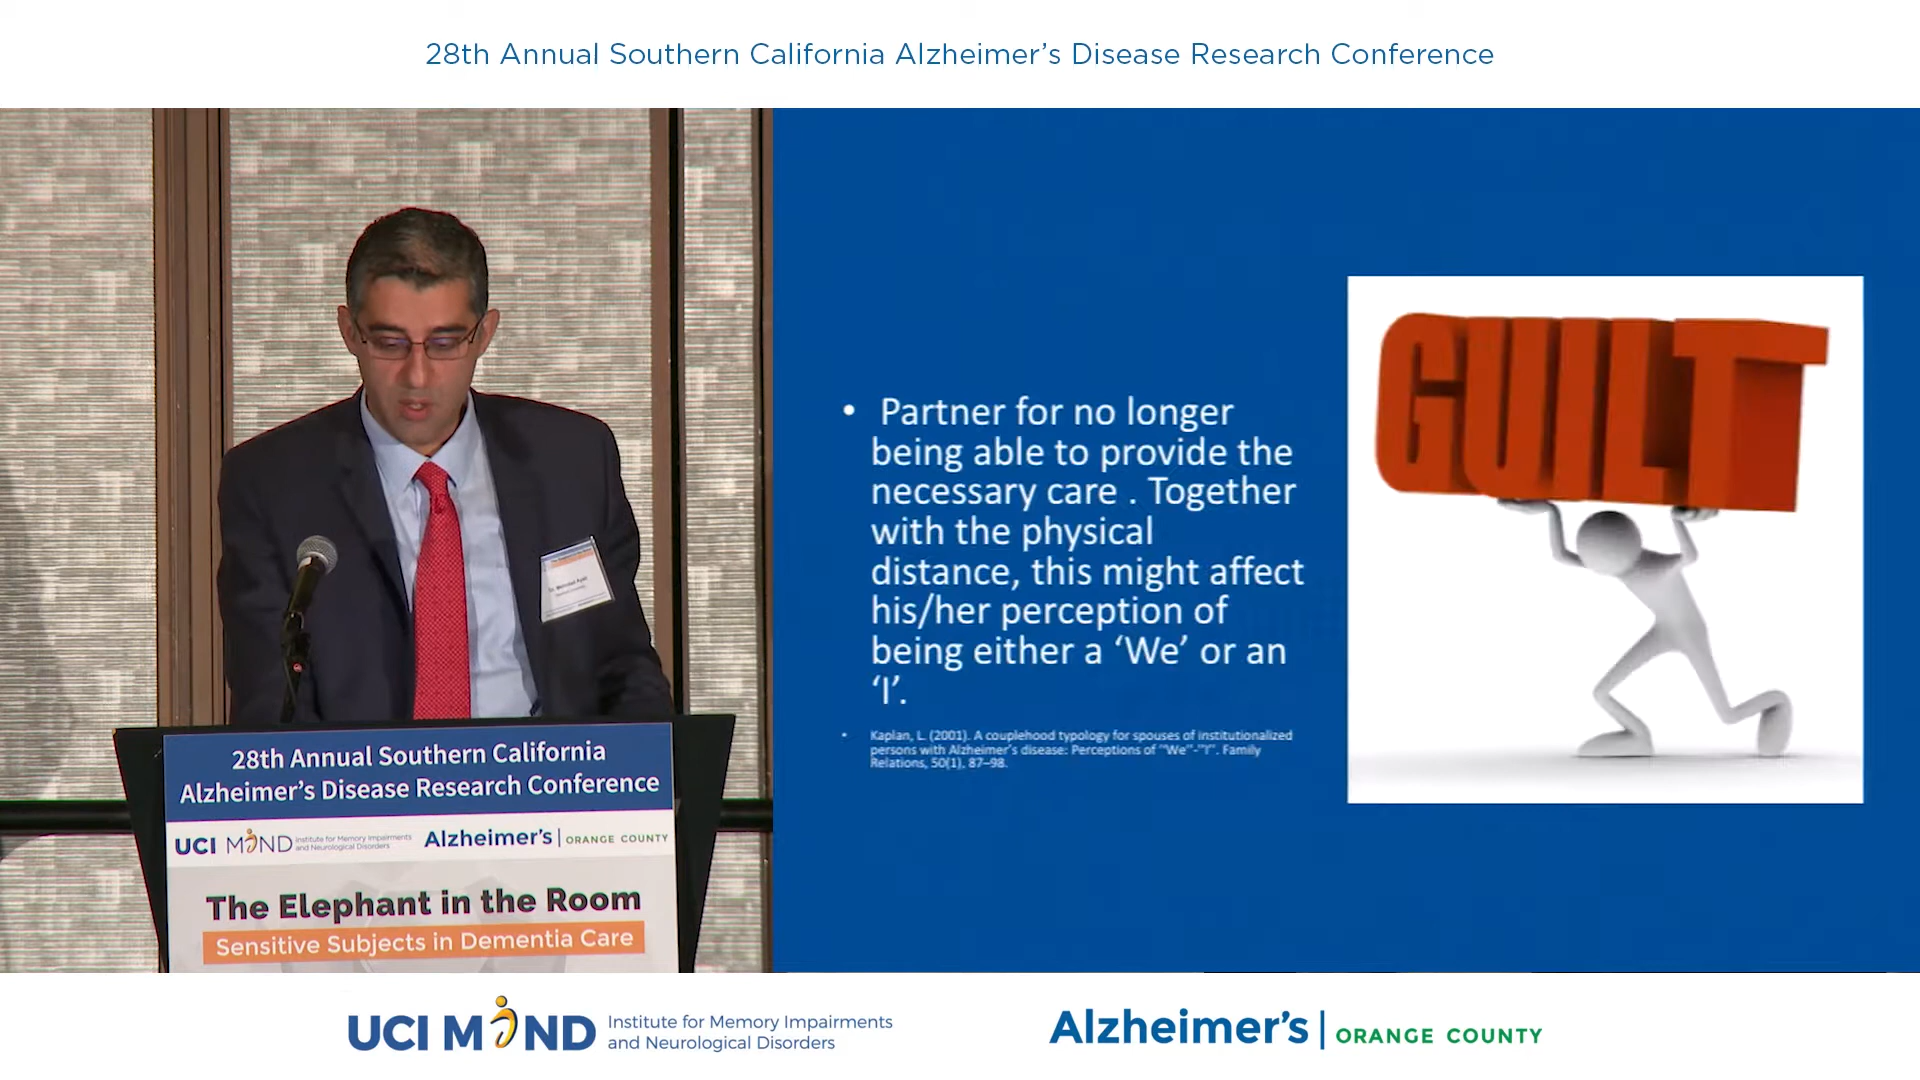 28th Annual Southern California Alzheimer's Disease Research Conference
28th Annual Southern California
Alzheimer's Disease Research Conference
UCI MIND Institute for Memory Impairments
and Neurological Disorders
Alzheimer's | ORANGE COUNTY
The Elephant in the Room
Sensitive Subjects in Dementia Care
• Partner for no longer
being able to provide the
necessary care . Together
with the physical
distance, this might affect
his/her perception of
being either a ‘We’ or an
‘I’.
• Kaplan, L. (2001). A couplehood typology for spouses of institutionalized
persons with Alzheimer's disease: Perceptions of "We"-"I". Family
Relations, 50(1), 87–98.
GUILT
UCI MIND Institute for Memory Impairments
and Neurological Disorders
Alzheimer's | ORANGE COUNTY